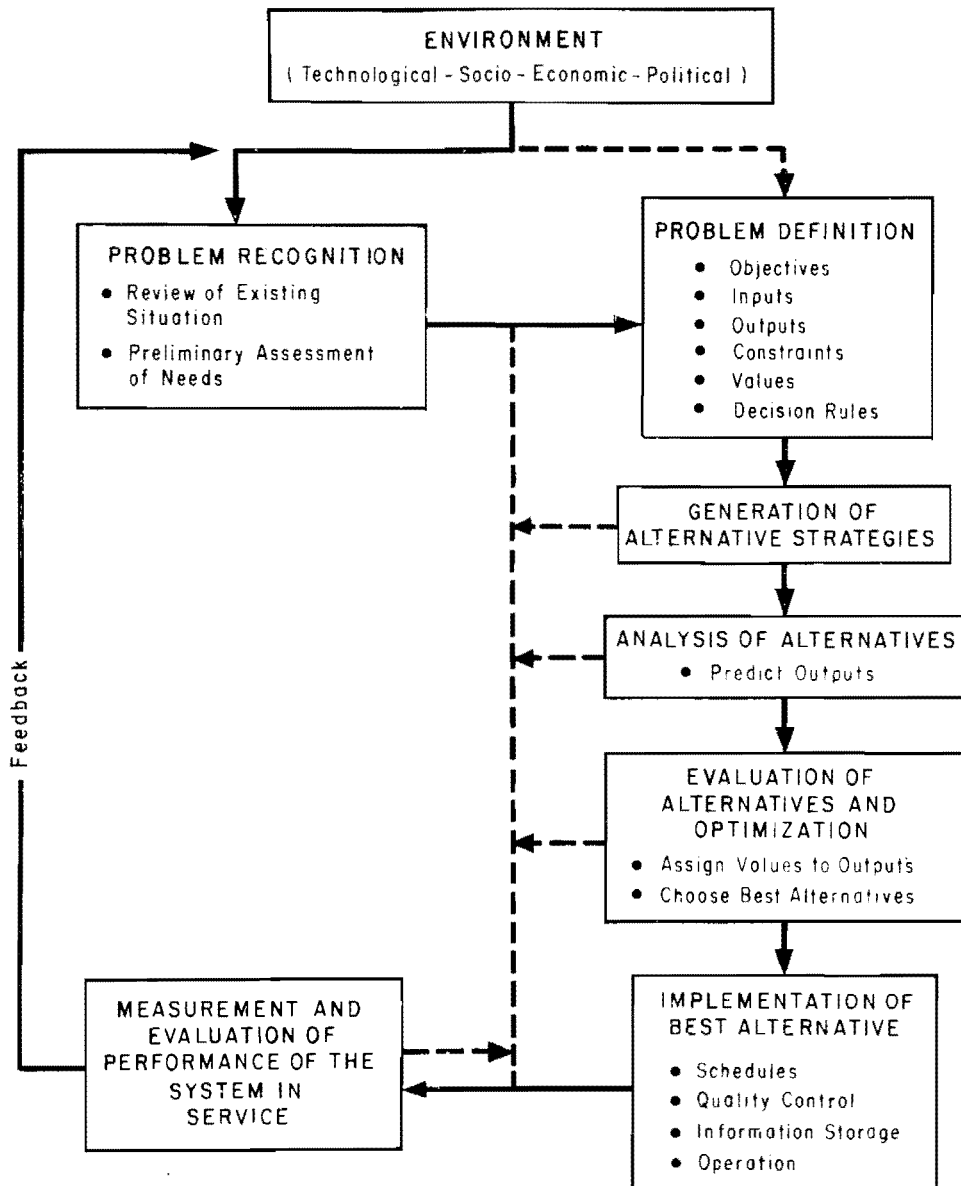 ENVIRONMENT
( Technological - Socio - Economic - Political )
PROBLEM RECOGNITION
• Review of Existing
Situation
• Preliminary Assessment
of Needs
PROBLEM DEFINITION
• Objectives
• Inputs
• Outputs
• Constraints
• Values
• Decision Rules
GENERATION OF
ALTERNATIVE STRATEGIES
ANALYSIS OF ALTERNATIVES
• Predict Outputs
Feedback
EVALUATION OF
ALTERNATIVES AND
OPTIMIZATION
• Assign Values to Outputs
• Choose Best Alternatives
MEASUREMENT AND
EVALUATION OF
PERFORMANCE OF THE
SYSTEM IN
SERVICE
IMPLEMENTATION OF
BEST ALTERNATIVE
• Schedules
• Quality Control
• Information Storage
• Operation